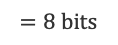 = 8 bits